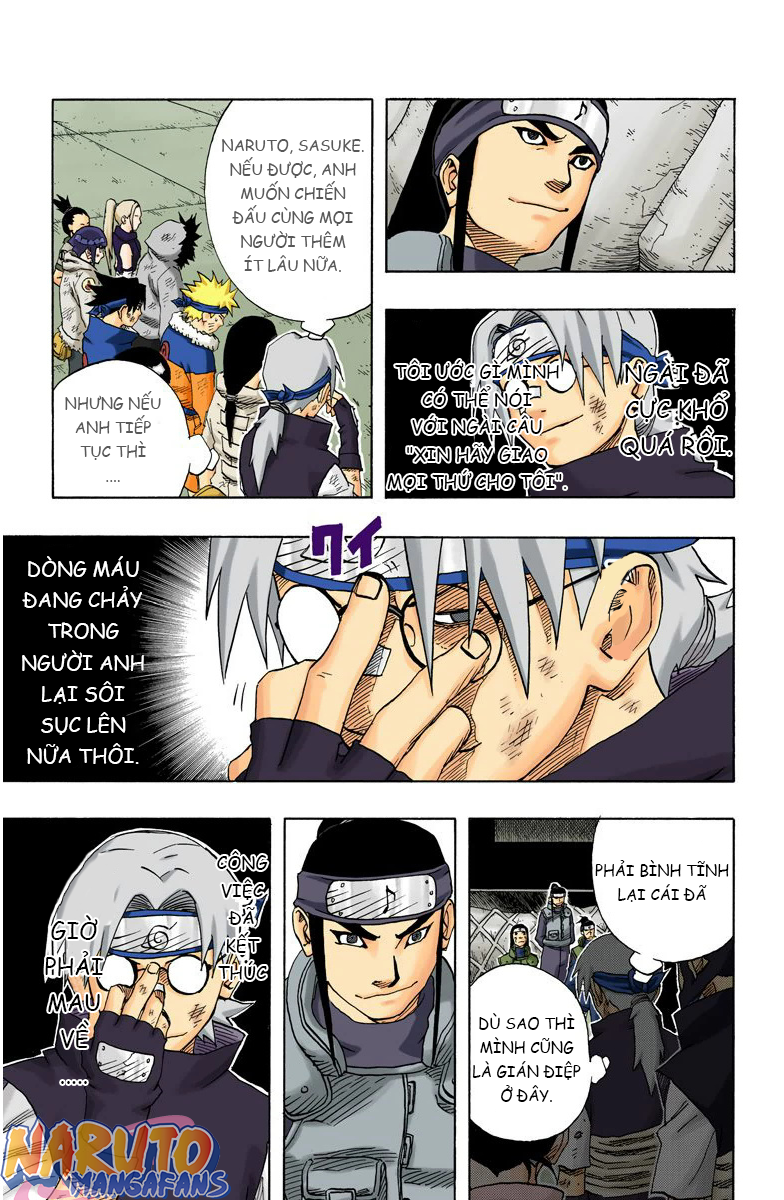 NGÀI ĐÃ
CỰC KHỔ
QUÁ RỒI.
TÔI ƯỚC GÌ MÌNH
CÓ THỂ NÓI
VỚI NGÀI CÂU
"XIN HÃY GIAO
MỌI THỨ CHO TÔI".
NARUTO, SASUKE.
NẾU ĐƯỢC, ANH
MUỐN CHIẾN
ĐẤU CÙNG MỌI
NGƯỜI THÊM
ÍT LÂU NỮA.
NHƯNG NẾU
ANH TIẾP
TỤC THÌ
....
クイ
DÒNG MÁU
ĐANG CHẢY
TRONG
NGƯỜI ANH
LẠI SÔI
SỤC LÊN
NỮA THÔI.
PHẢI BÌNH TĨNH
LẠI CÁI ĐÃ
DÙ SAO THÌ
MÌNH CŨNG
LÀ GIÁN ĐIỆP
Ở ĐÂY.
CÔNG
VIỆC
ĐÃ
KẾT
THÚC
GIỜ
PHẢI
MAU
VỀ
.....
NARUTO
MANGAFANS